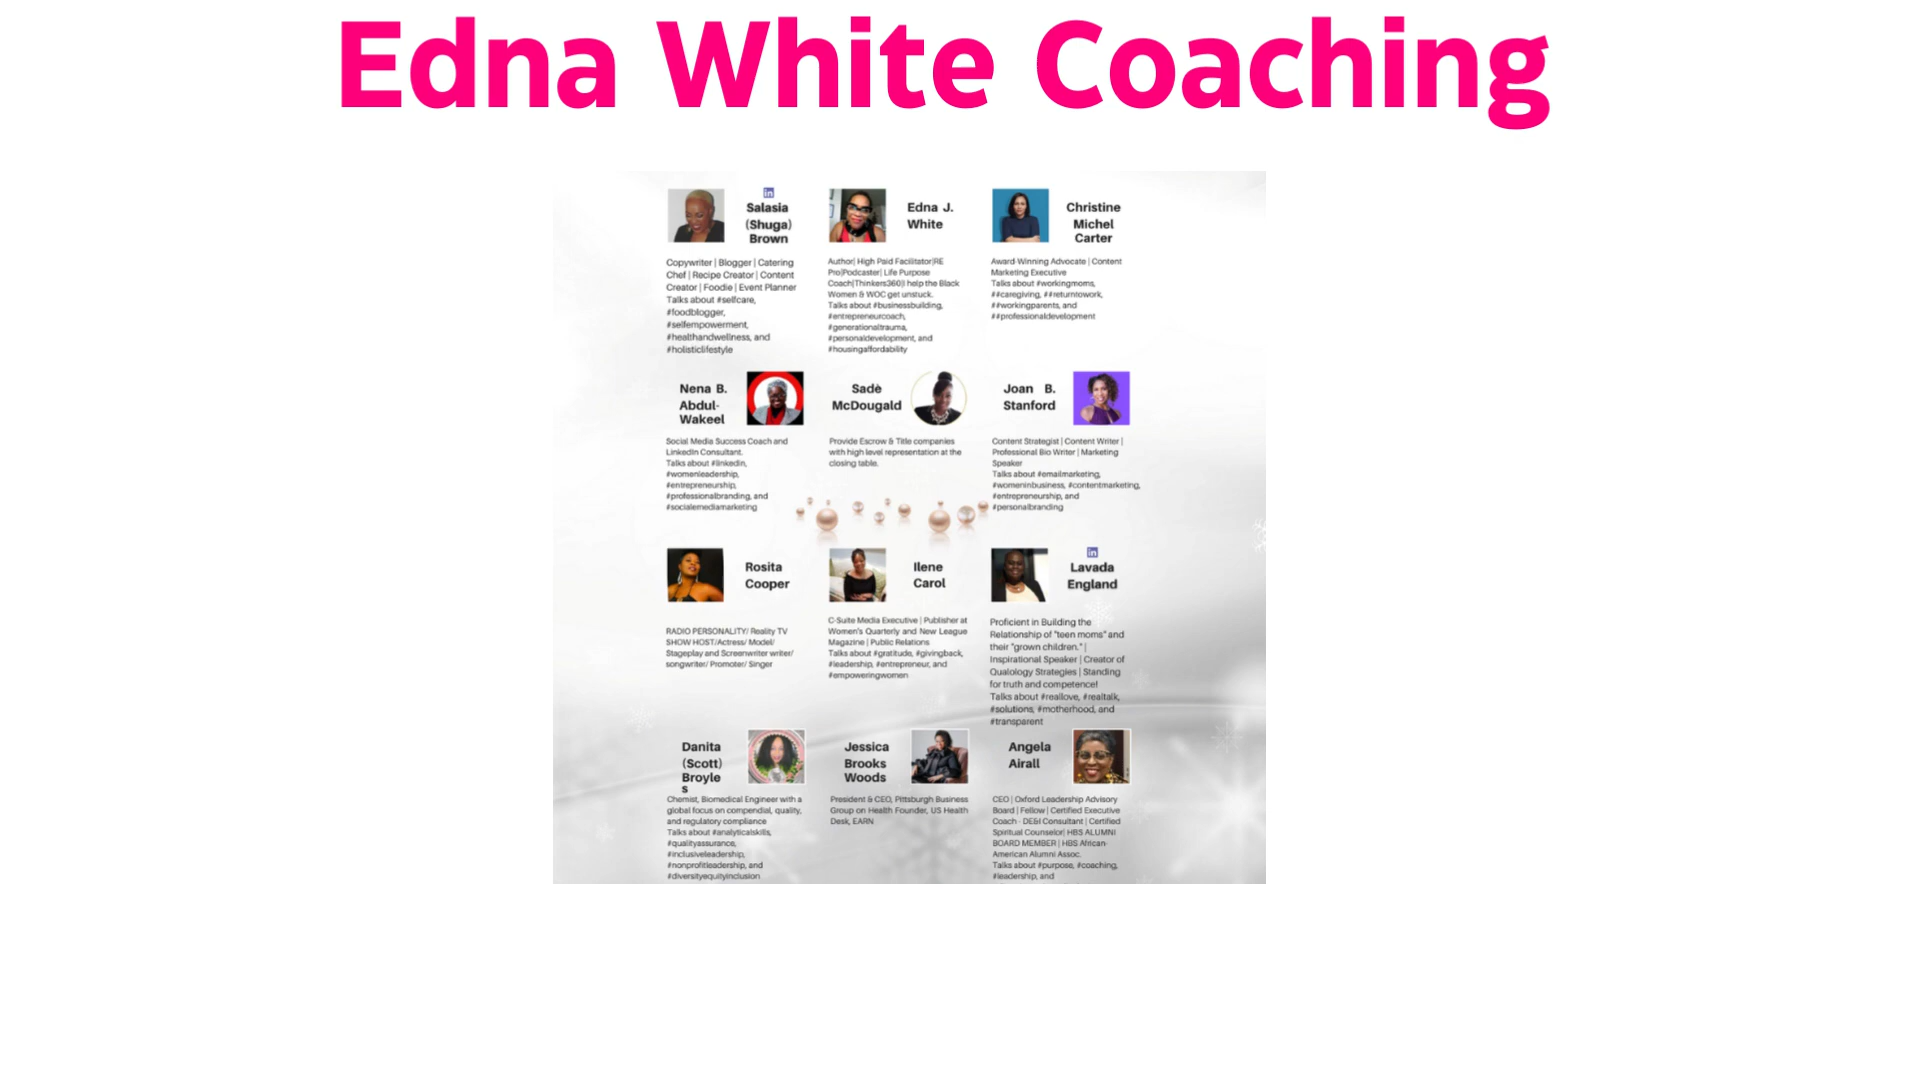 Edna White Coaching
in
Salasia
(Shuga)
Brown
Copywriter | Blogger | Catering
Chef | Recipe Creator | Content
Creator | Foodie | Event Planner
Talks about #selfcare,
#foodblogger,
#selfempowerment,
#healthandwellness, and
#holisticlifestyle
Edna J.
White
Author| High Paid Facilitator|RE
Pro|Podcaster| Life Purpose
Coach|Thinkers360|I help the Black
Women & WOC get unstuck.
Talks about #businessbuilding,
#entrepreneurcoach,
#generationaltrauma,
#personaldevelopment, and
#housingaffordability
Christine
Michel
Carter
Award-Winning Advocate | Content
Marketing Executive
Talks about #workingmoms,
##caregiving, ##returntowork,
##workingparents, and
##professionaldevelopment
Nena B.
Abdul-
Wakeel
Social Media Success Coach and
LinkedIn Consultant.
Talks about #linkedin,
#womenleadership,
#entrepreneurship,
#professionalbranding, and
#socialemediamarketing
Sadè
McDougald
Provide Escrow & Title companies
with high level representation at the
closing table.
Joan B.
Stanford
Content Strategist | Content Writer |
Professional Bio Writer | Marketing
Speaker
Talks about #emailmarketing,
#womeninbusiness, #contentmarketing,
#entrepreneurship, and
#personalbranding
Rosita
Cooper
RADIO PERSONALITY/ Reality TV
SHOW HOST/Actress/ Model/
Stageplay and Screenwriter writer/
songwriter/ Promoter/ Singer
Ilene
Carol
C-Suite Media Executive | Publisher at
Women's Quarterly and New League
Magazine | Public Relations
Talks about #gratitude, #givingback,
#leadership, #entrepreneur, and
#empoweringwomen
in
Lavada
England
Proficient in Building the
Relationship of "teen moms" and
their "grown children." |
Inspirational Speaker | Creator of
Qualology Strategies | Standing
for truth and competence!
Talks about #reallove, #realtalk,
#solutions, #motherhood, and
#transparent
Danita
(Scott)
Broyle
s
Chemist, Biomedical Engineer with a
global focus on compendial, quality,
and regulatory compliance
Talks about #analyticalskills,
#qualityassurance,
#inclusiveleadership,
#nonprofitleadership, and
#diversityequityinclusion
Jessica
Brooks
Woods
President & CEO, Pittsburgh Business
Group on Health Founder, US Health
Desk, EARN
Angela
Airall
CEO | Oxford Leadership Advisory
Board | Fellow | Certified Executive
Coach - DE&I Consultant | Certified
Spiritual Counselor| HBS ALUMNI
BOARD MEMBER | HBS African-
American Alumni Assoc.
Talks about #purpose, #coaching,
#leadership, and